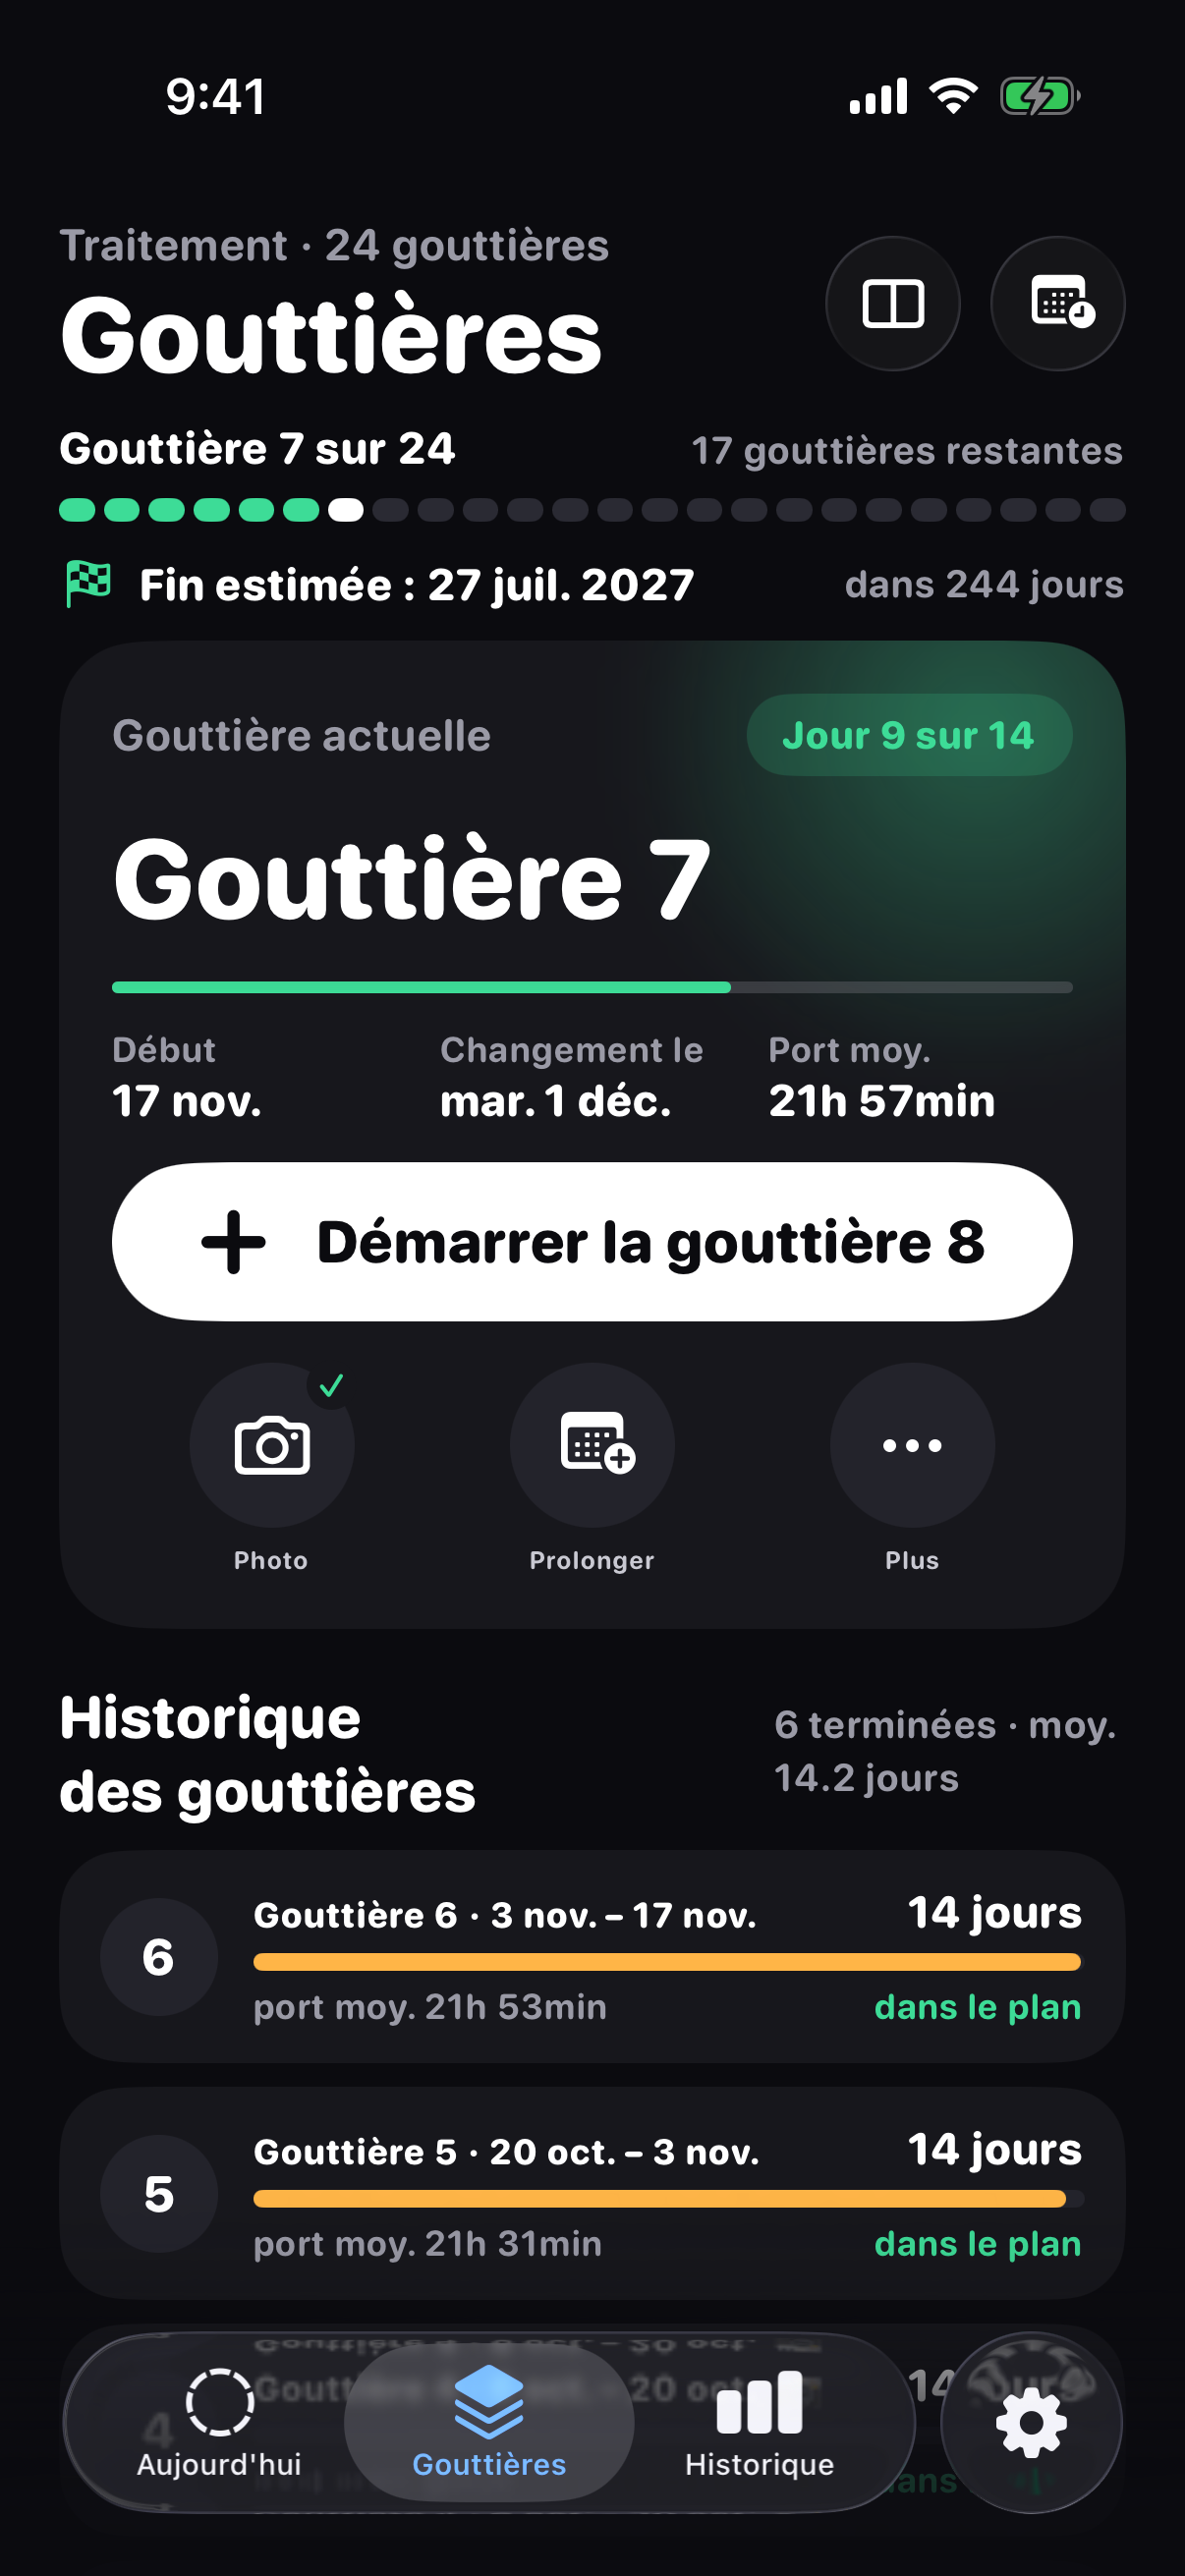 9:41
Traitement · 24 gouttières
Gouttières
Gouttière 7 sur 24
17 gouttières restantes
Fin estimée : 27 juil. 2027
dans 244 jours
Gouttière actuelle
Jour 9 sur 14
Gouttière 7
Début
Changement le
Port moy.
17 nov.
mar. 1 déc.
21h 57min
Démarrer la gouttière 8
Photo
Prolonger
Plus
Historique
des gouttières
6 terminées · moy.
14.2 jours
6
Gouttière 6 · 3 nov. – 17 nov.
14 jours
port moy. 21h 53min
dans le plan
5
Gouttière 5 · 20 oct. – 3 nov.
14 jours
port moy. 21h 31min
dans le plan
4
14 jours
dans
Aujourd'hui
Gouttières
Historique